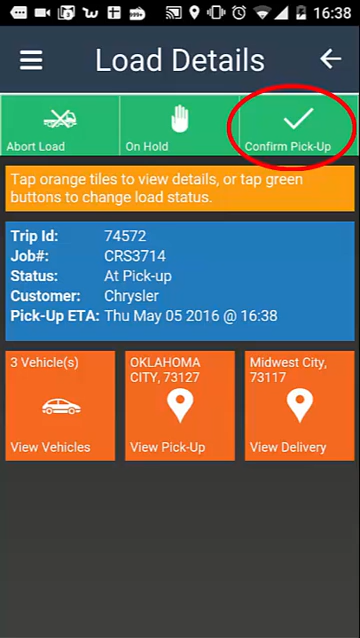 999+ 16:38
Load Details
Abort Load
On Hold
Confirm Pick-Up
Tap orange tiles to view details, or tap green
buttons to change load status.
Trip Id: 74572
Job#: CRS3714
Status: At Pick-up
Customer: Chrysler
Pick-Up ETA: Thu May 05 2016 @ 16:38
3 Vehicle(s)
View Vehicles
OKLAHOMA
CITY, 73127
View Pick-Up
Midwest City,
73117
View Delivery